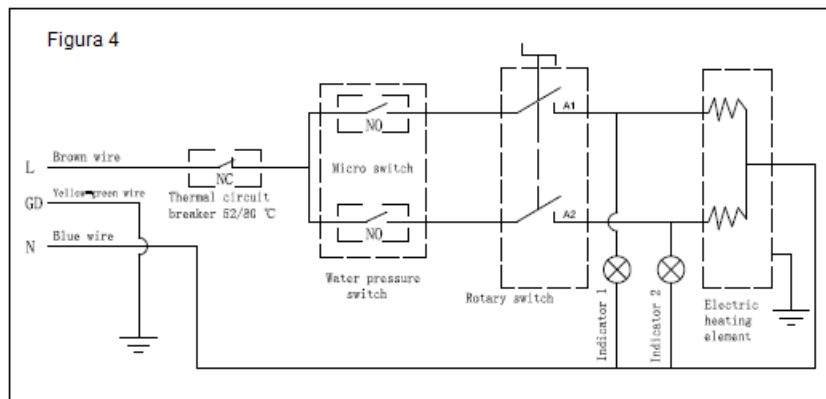 Figura 4
L
Brown wire
GD
Yellow-green wire
N
Blue wire
NC
Thermal circuit
breaker 52/80 ℃
NO
Micro switch
NO
Water pressure
switch
A1
A2
Rotary switch
Indicator 1
Indicator 2
Electric
heating
element